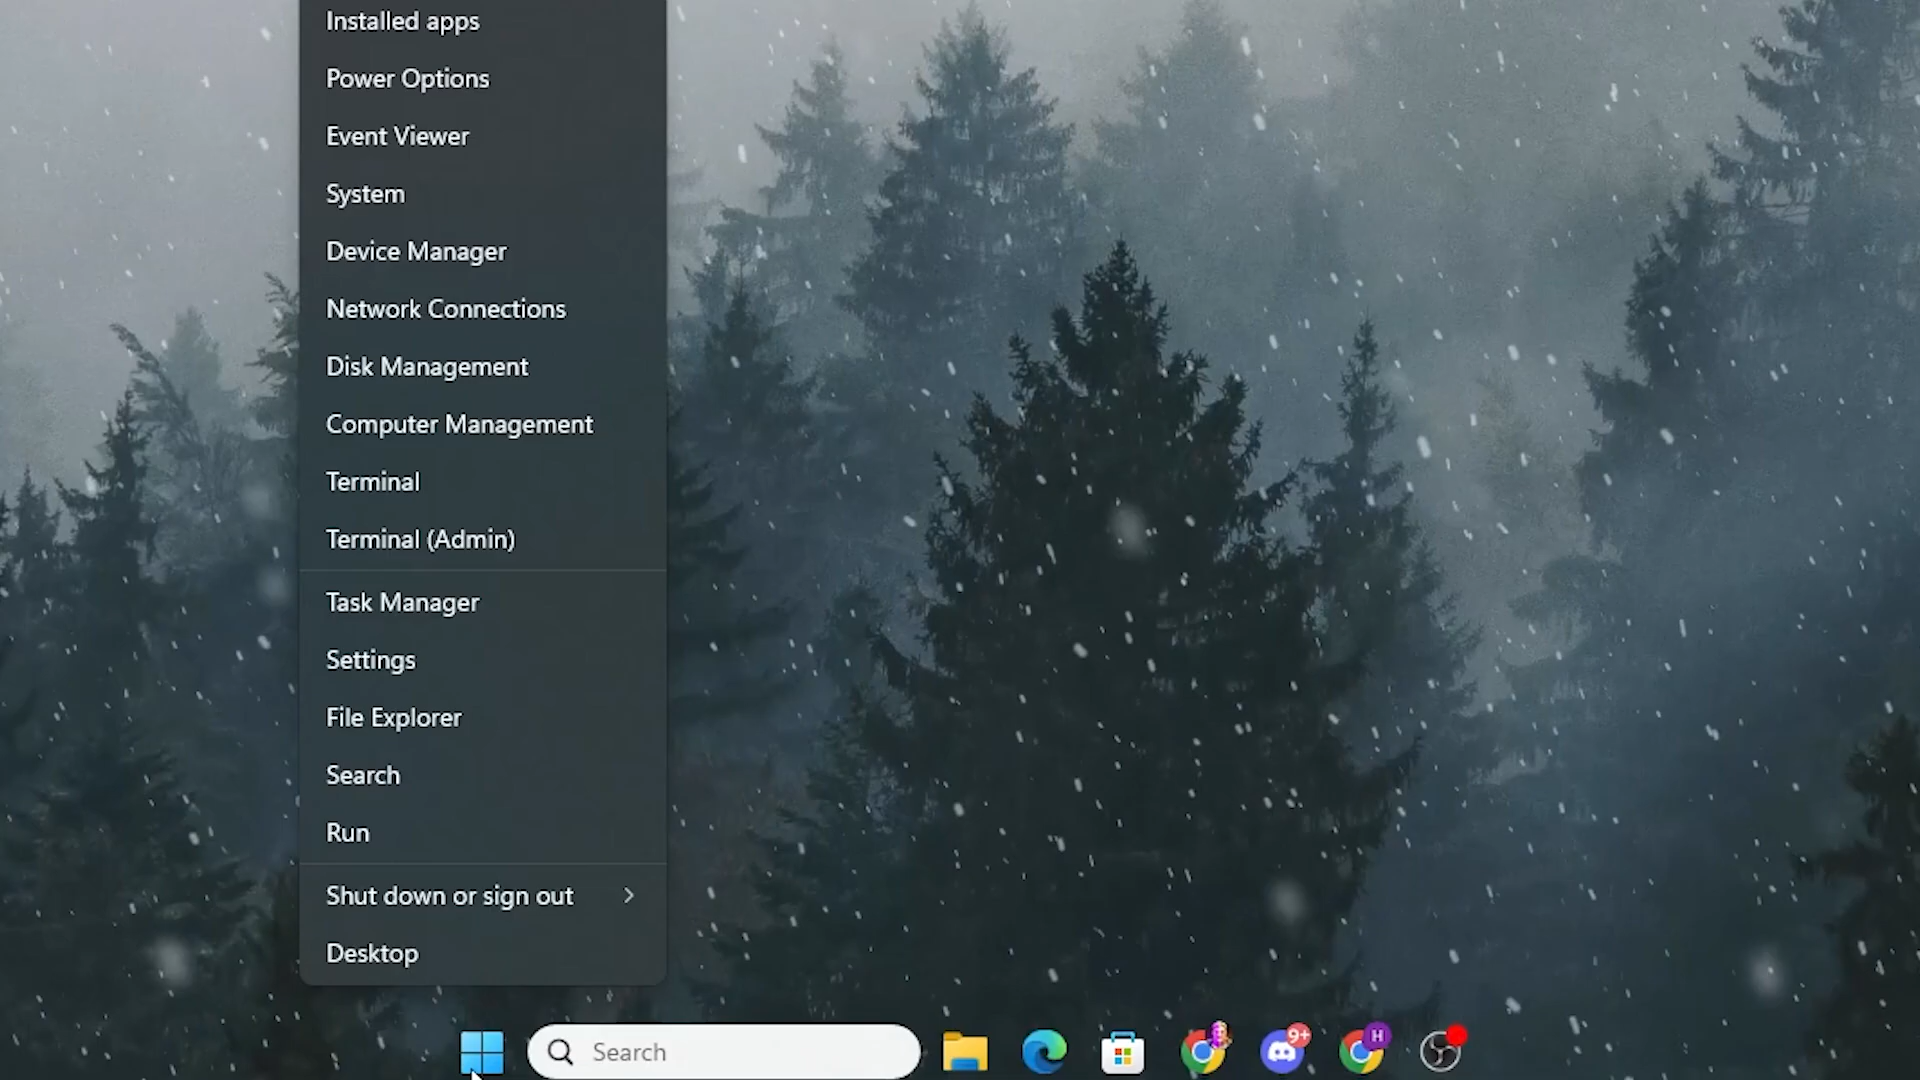 Installed apps
Power Options
Event Viewer
System
Device Manager
Network Connections
Disk Management
Computer Management
Terminal
Terminal (Admin)
Task Manager
Settings
File Explorer
Search
Run
Shut down or sign out
Desktop
Search
9+
H